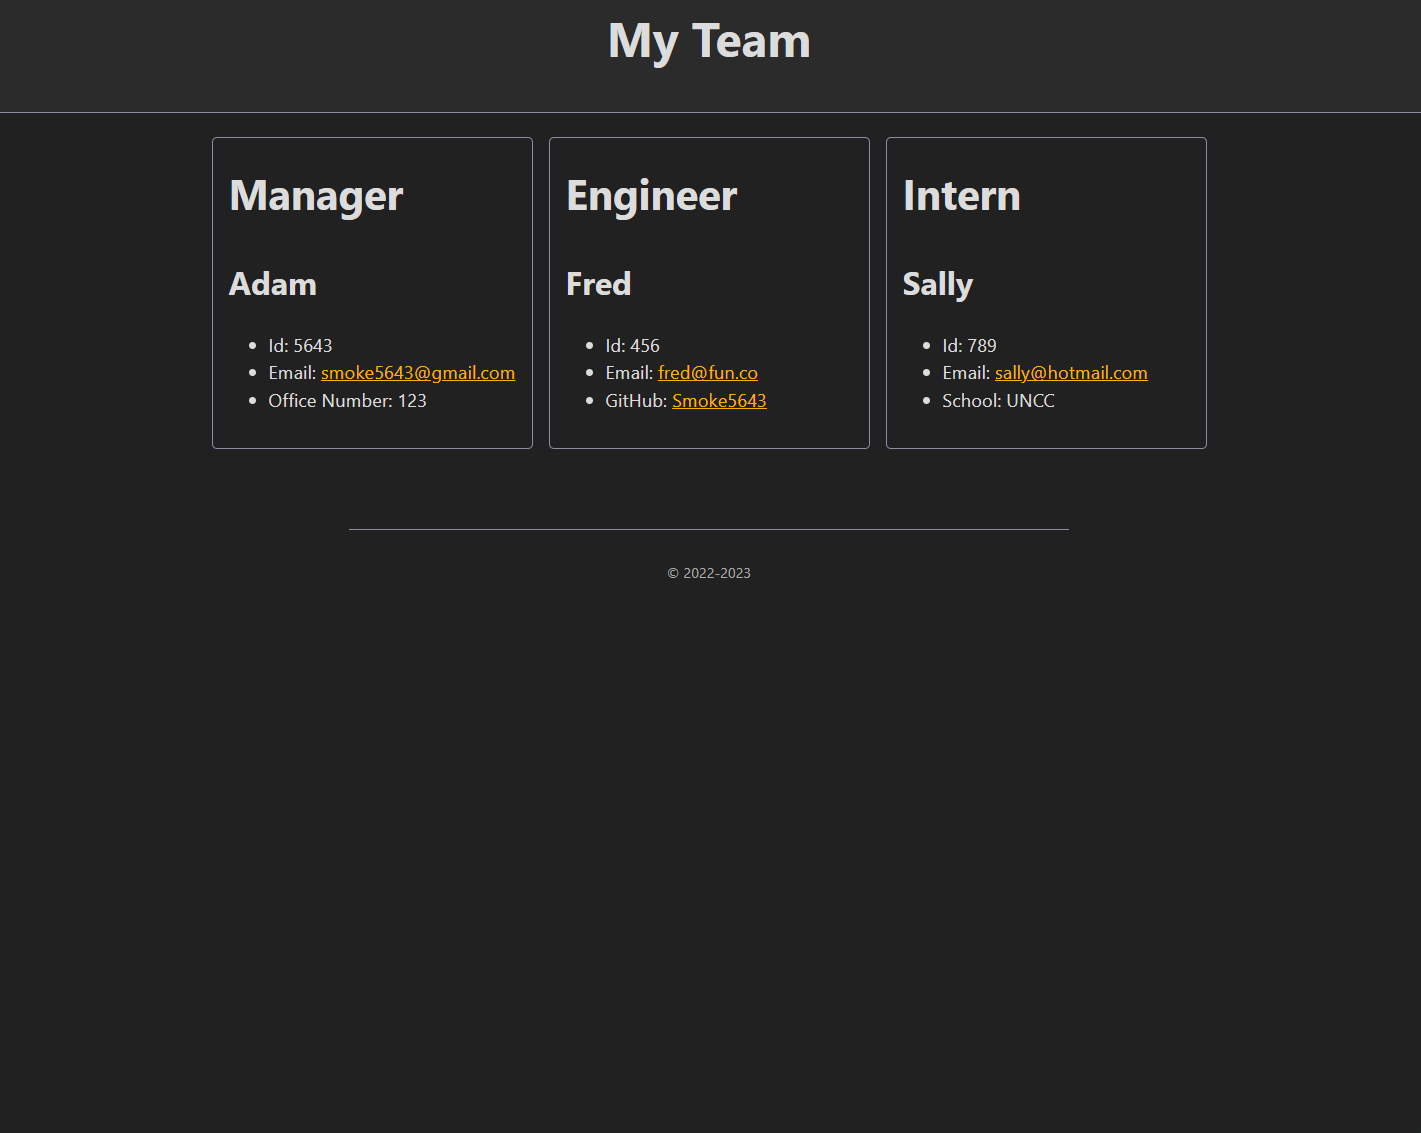 My Team
Manager
Adam
Id: 5643
Email: smoke5643@gmail.com
Office Number: 123
Engineer
Fred
Id: 456
Email: fred@fun.co
GitHub: Smoke5643
Intern
Sally
Id: 789
Email: sally@hotmail.com
School: UNCC
© 2022-2023